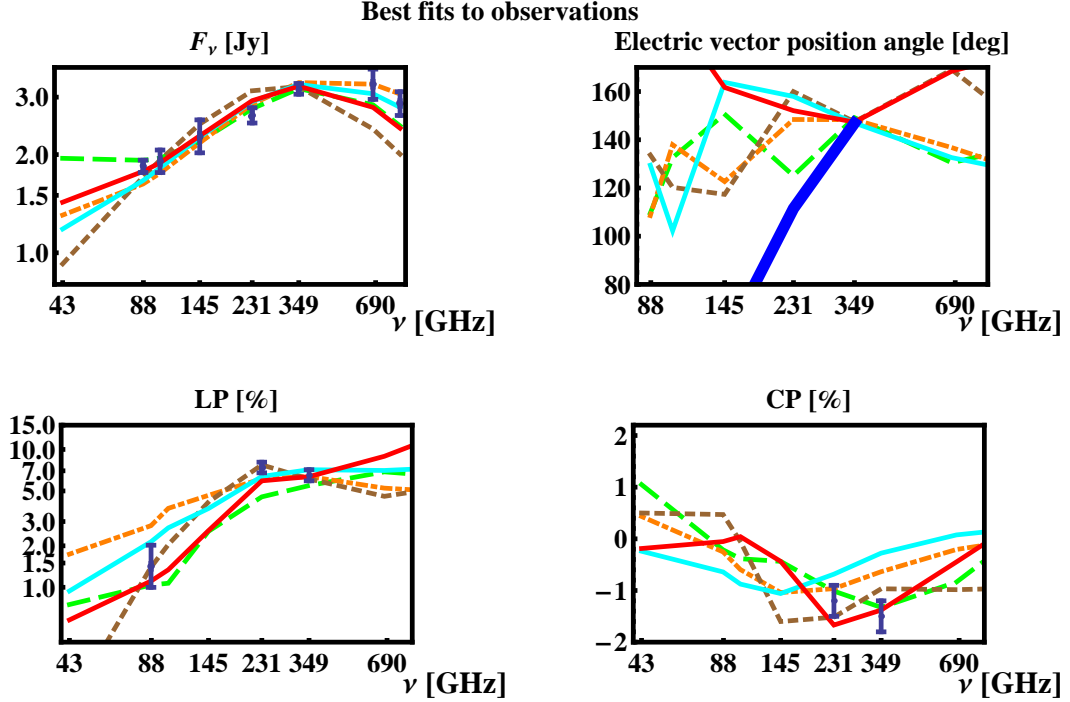 Best fits to observations
Fν [Jy]
3.0
2.0
1.5
1.0
43 88 145 231 349 690
ν [GHz]
Electric vector position angle [deg]
160
140
120
100
80
88 145 231 349 690
ν [GHz]
LP [%]
15.0
10.0
7.0
5.0
3.0
2.0
1.5
1.0
43 88 145 231 349 690
ν [GHz]
CP [%]
2
1
0
−1
−2
43 88 145 231 349 690
ν [GHz]